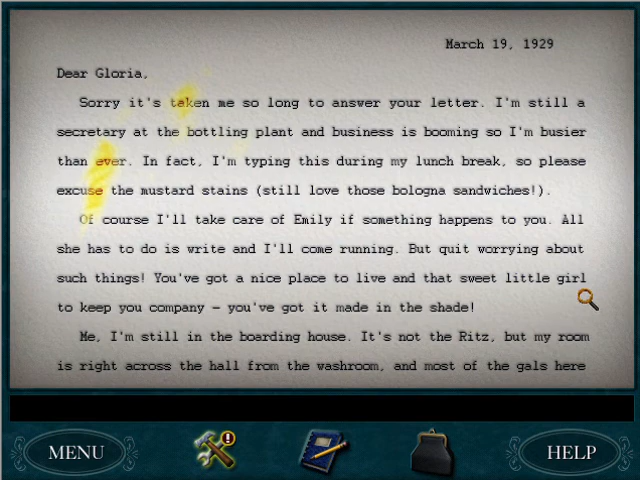 March 19, 1929
Dear Gloria,
Sorry it's taken me so long to answer your letter. I'm still a
secretary at the bottling plant and business is booming so I'm busier
than ever. In fact, I'm typing this during my lunch break, so please
excuse the mustard stains (still love those bologna sandwiches!).
Of course I'll take care of Emily if something happens to you. All
she has to do is write and I'll come running. But quit worrying about
such things! You've got a nice place to live and that sweet little girl
to keep you company — you've got it made in the shade!
Me, I'm still in the boarding house. It's not the Ritz, but my room
is right across the hall from the washroom, and most of the gals here
MENU
!
HELP